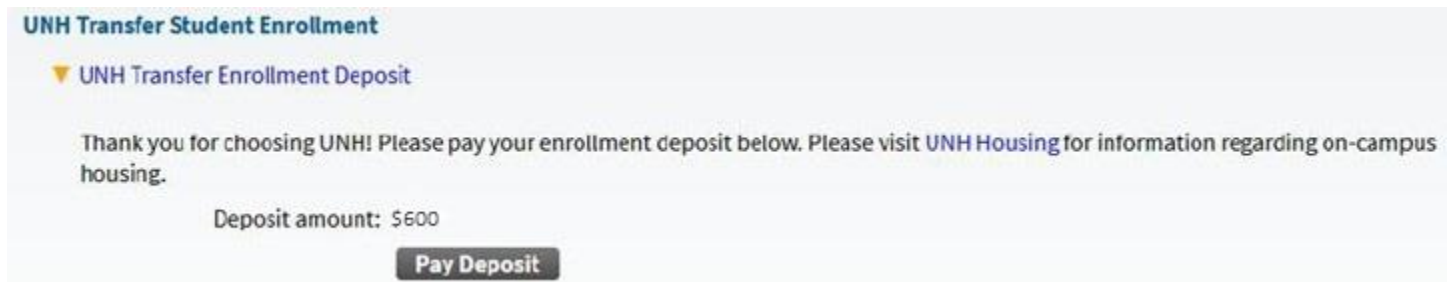 UNH Transfer Student Enrollment
UNH Transfer Enrollment Deposit
Thank you for choosing UNH! Please pay your enrollment deposit below. Please visit UNH Housing for information regarding on-campus
housing.
Deposit amount: $600
Pay Deposit